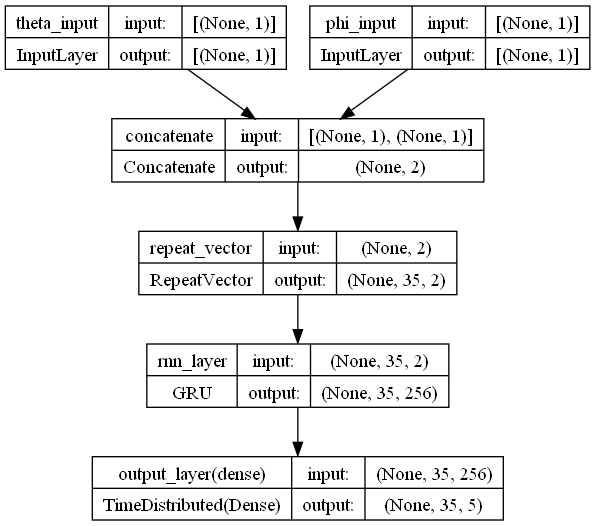 theta_input input: [(None, 1)]
InputLayer output: [(None, 1)]
phi_input input: [(None, 1)]
InputLayer output: [(None, 1)]
concatenate input: [(None, 1), (None, 1)]
Concatenate output: (None, 2)
repeat_vector input: (None, 2)
RepeatVector output: (None, 35, 2)
rnn_layer input: (None, 35, 2)
GRU output: (None, 35, 256)
output_layer(dense) input: (None, 35, 256)
TimeDistributed(Dense) output: (None, 35, 5)